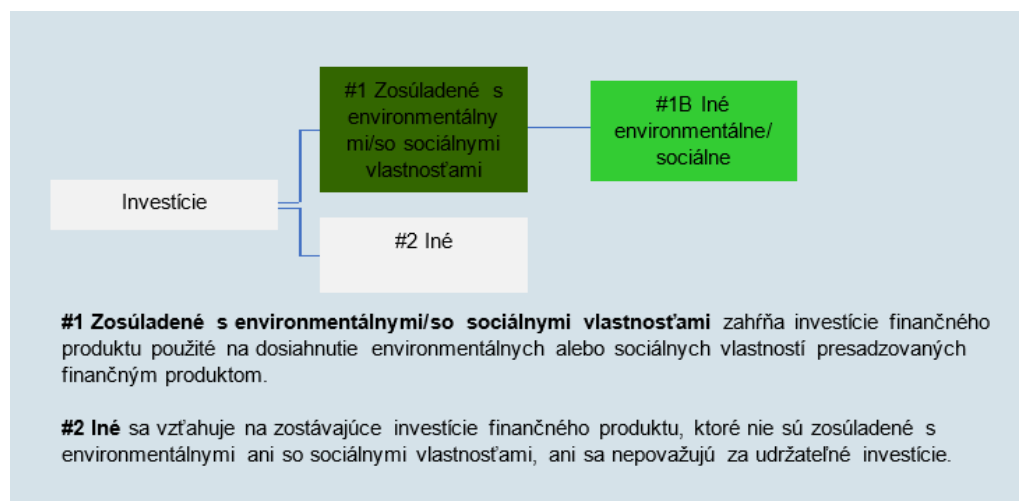 #1 Zosúladené s
environmentálny
mi/so sociálnymi
vlastnosťami
#1B Iné
environmentálne/
sociálne
Investície
#2 Iné
#1 Zosúladené s environmentálnymi/so sociálnymi vlastnosťami zahŕňa investície finančného
produktu použité na dosiahnutie environmentálnych alebo sociálnych vlastností presadzovaných
finančným produktom.
#2 Iné sa vzťahuje na zostávajúce investície finančného produktu, ktoré nie sú zosúladené s
environmentálnymi ani so sociálnymi vlastnosťami, ani sa nepovažujú za udržateľné investície.